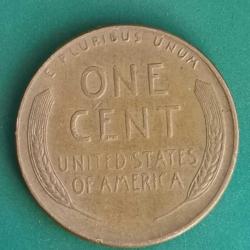 E PLURIBUS UNUM
ONE
CENT
UNITED STATES
OF AMERICA